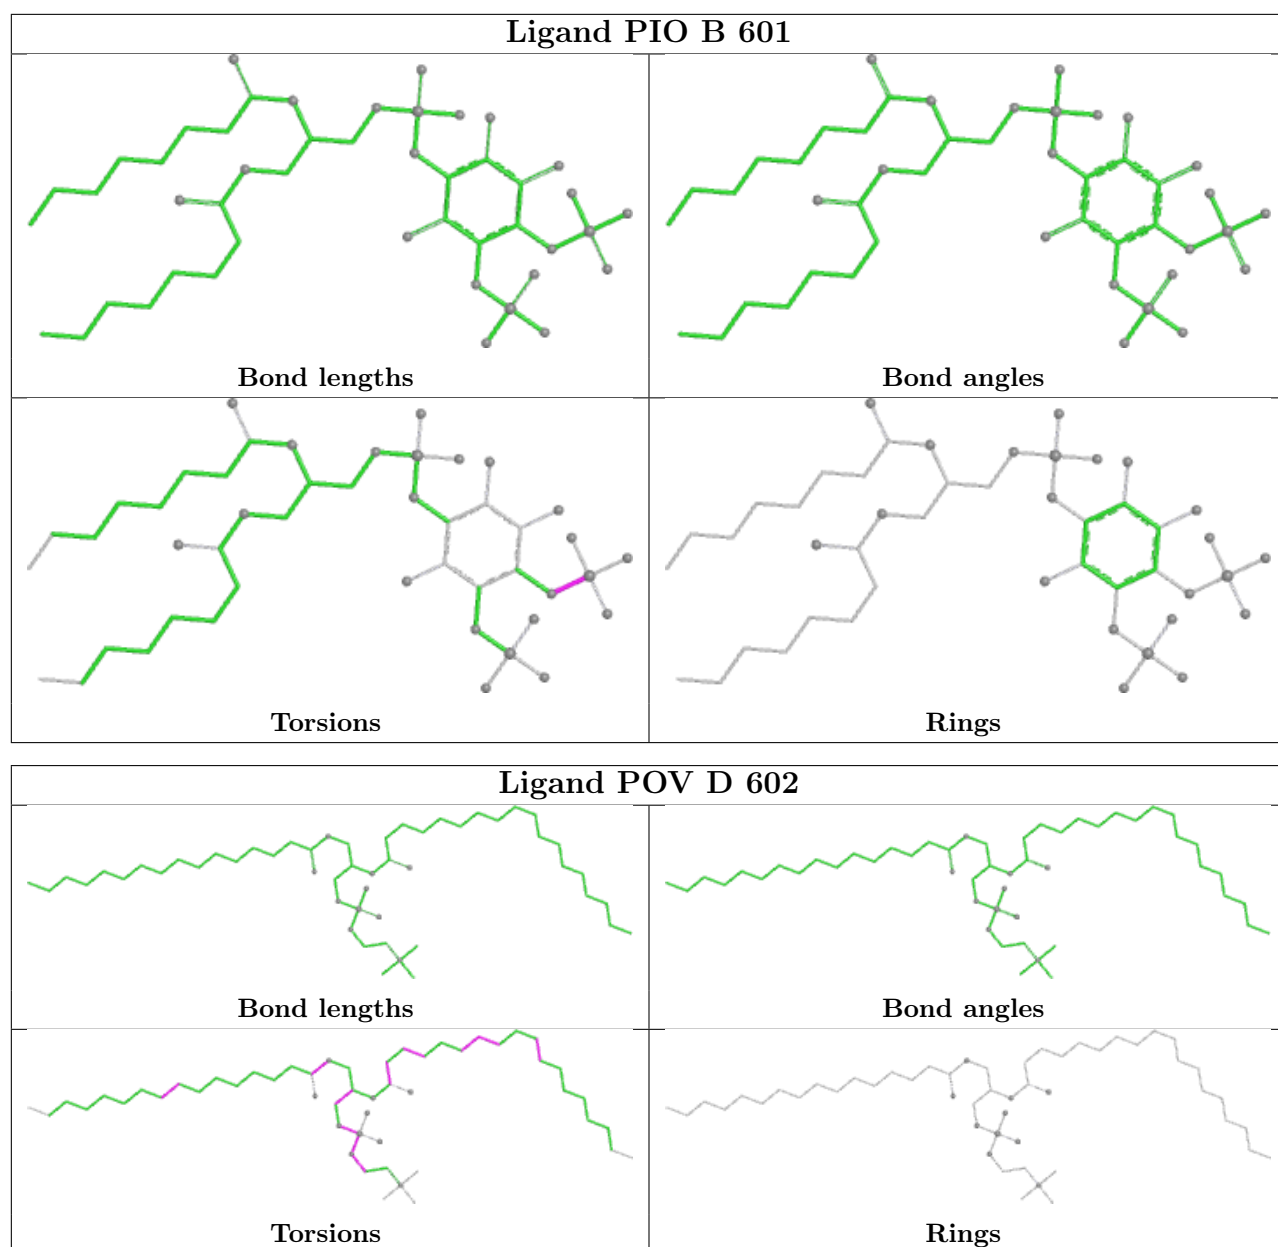 Ligand PIO B 601
Bond lengths
Bond angles
Torsions
Rings
Ligand POV D 602
Bond lengths
Bond angles
Torsions
Rings